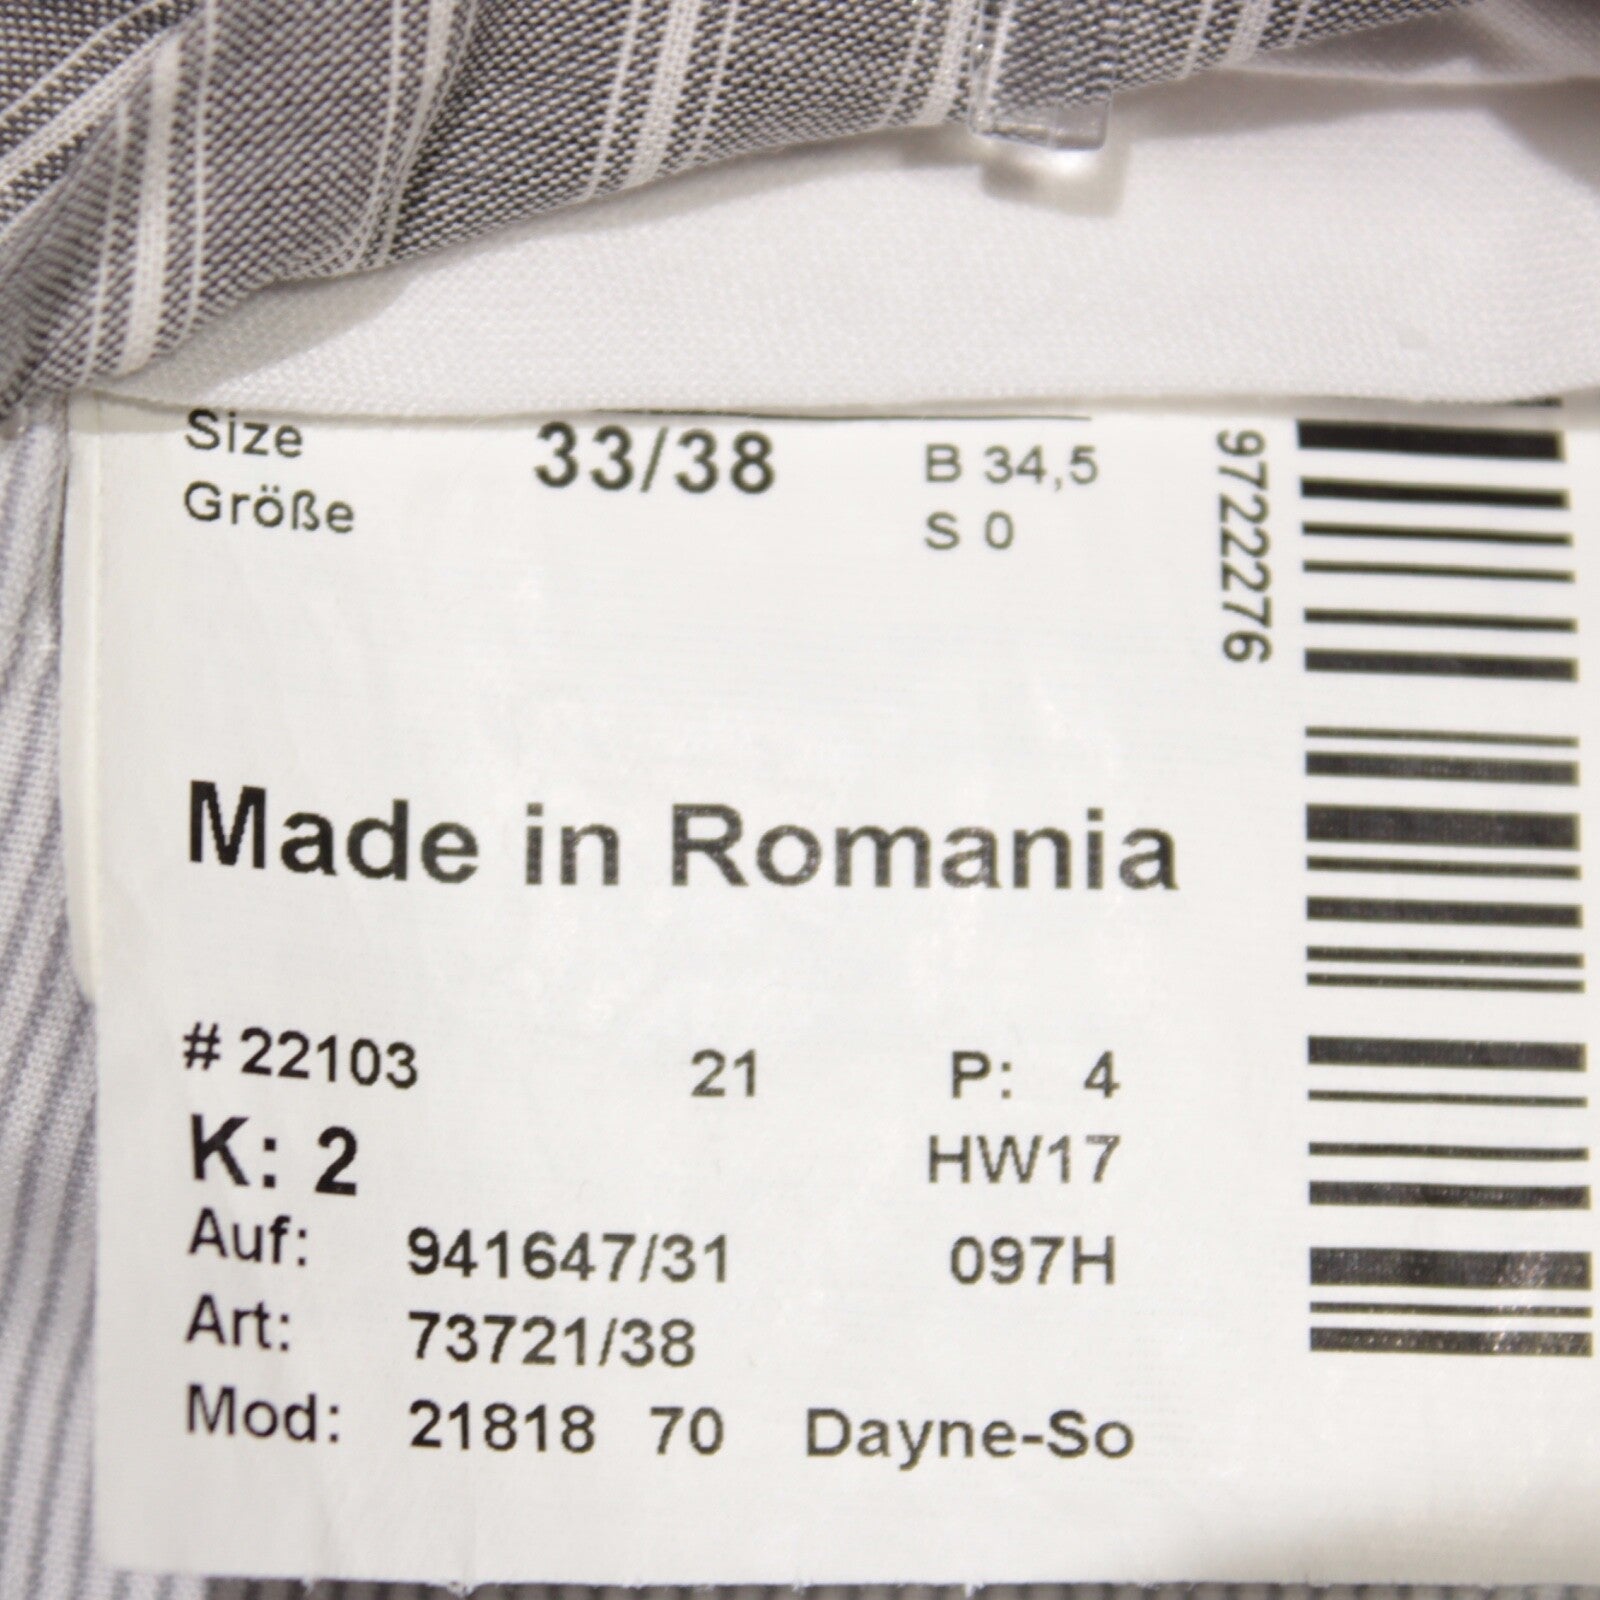 Size 33/38 B 34,5
Größe S 0
9722276
Made in Romania
# 22103 21 P: 4
K: 2 HW17
Auf: 941647/31 097H
Art: 73721/38
Mod: 21818 70 Dayne-So